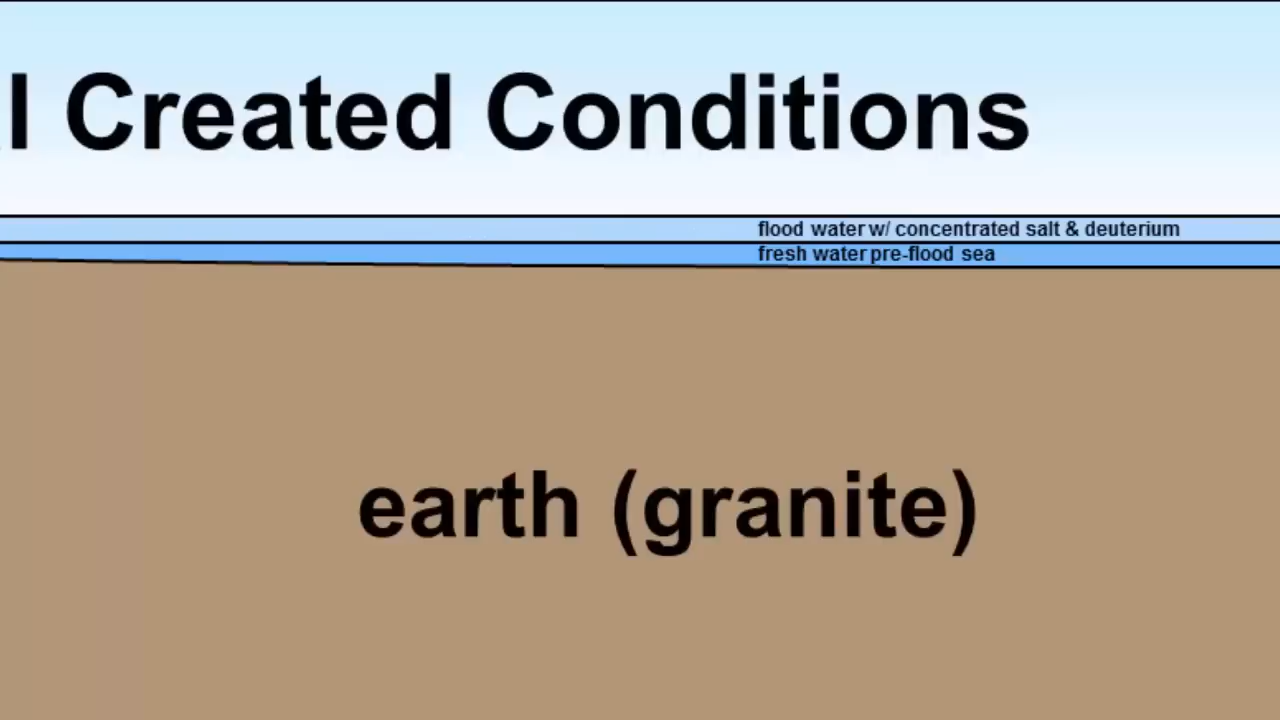 l Created Conditions
flood water w/ concentrated salt & deuterium
fresh water pre-flood sea
earth (granite)